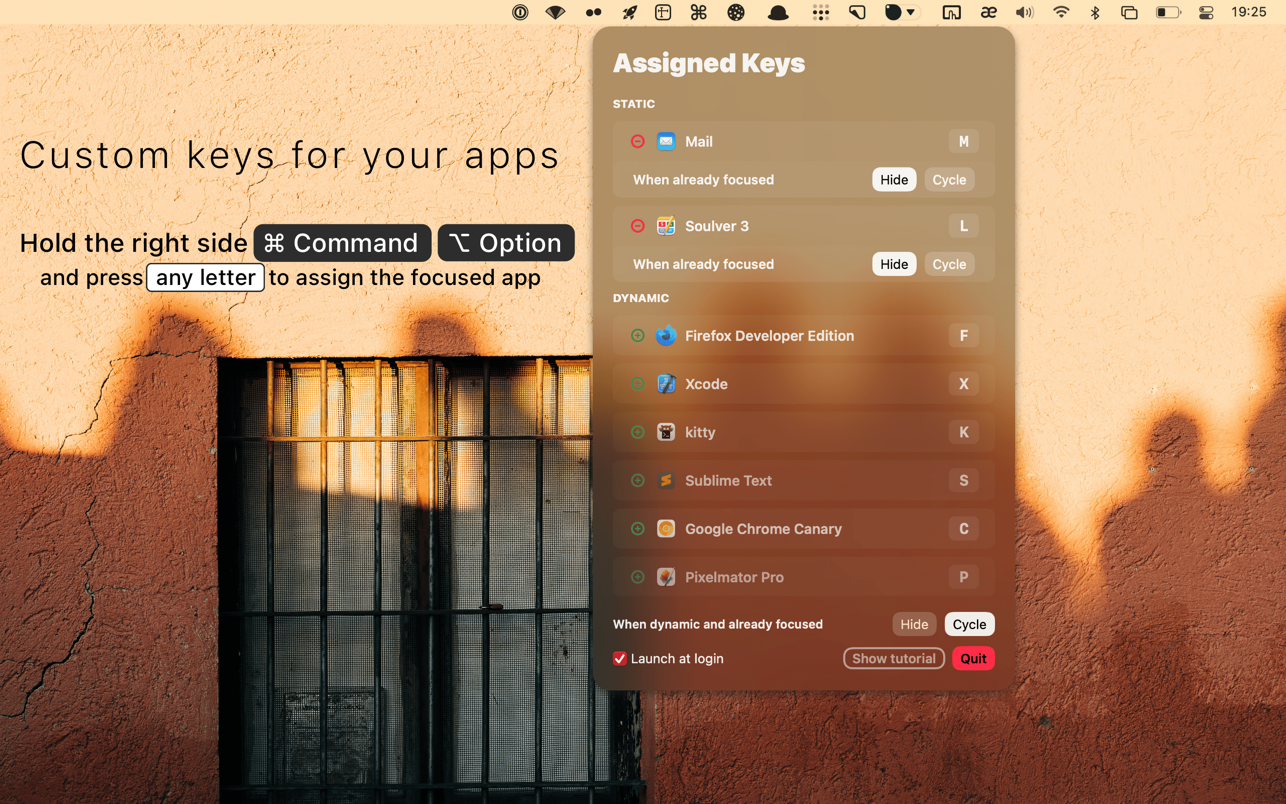 19:25
Custom keys for your apps
Hold the right side ⌘ Command ⌥ Option
and press any letter to assign the focused app
Assigned Keys
STATIC
Mail M
When already focused Hide Cycle
Soulver 3 L
When already focused Hide Cycle
DYNAMIC
Firefox Developer Edition F
Xcode X
kitty K
Sublime Text S
Google Chrome Canary C
Pixelmator Pro P
When dynamic and already focused Hide Cycle
Launch at login Show tutorial Quit